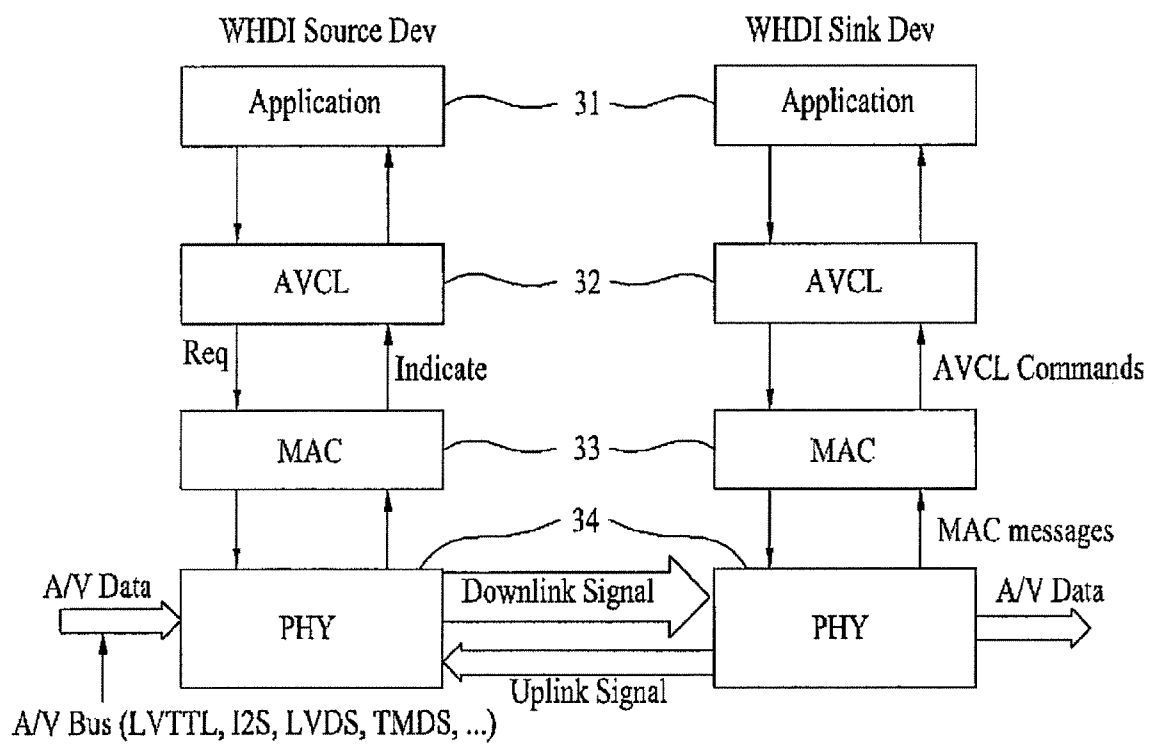 WHDI Source Dev
WHDI Sink Dev
Application
31
Application
AVCL
32
AVCL
Req
Indicate
AVCL Commands
MAC
33
MAC
34
MAC messages
A/V Data
Downlink Signal
A/V Data
PHY
PHY
Uplink Signal
A/V Bus (LVTTL, I2S, LVDS, TMDS, ...)